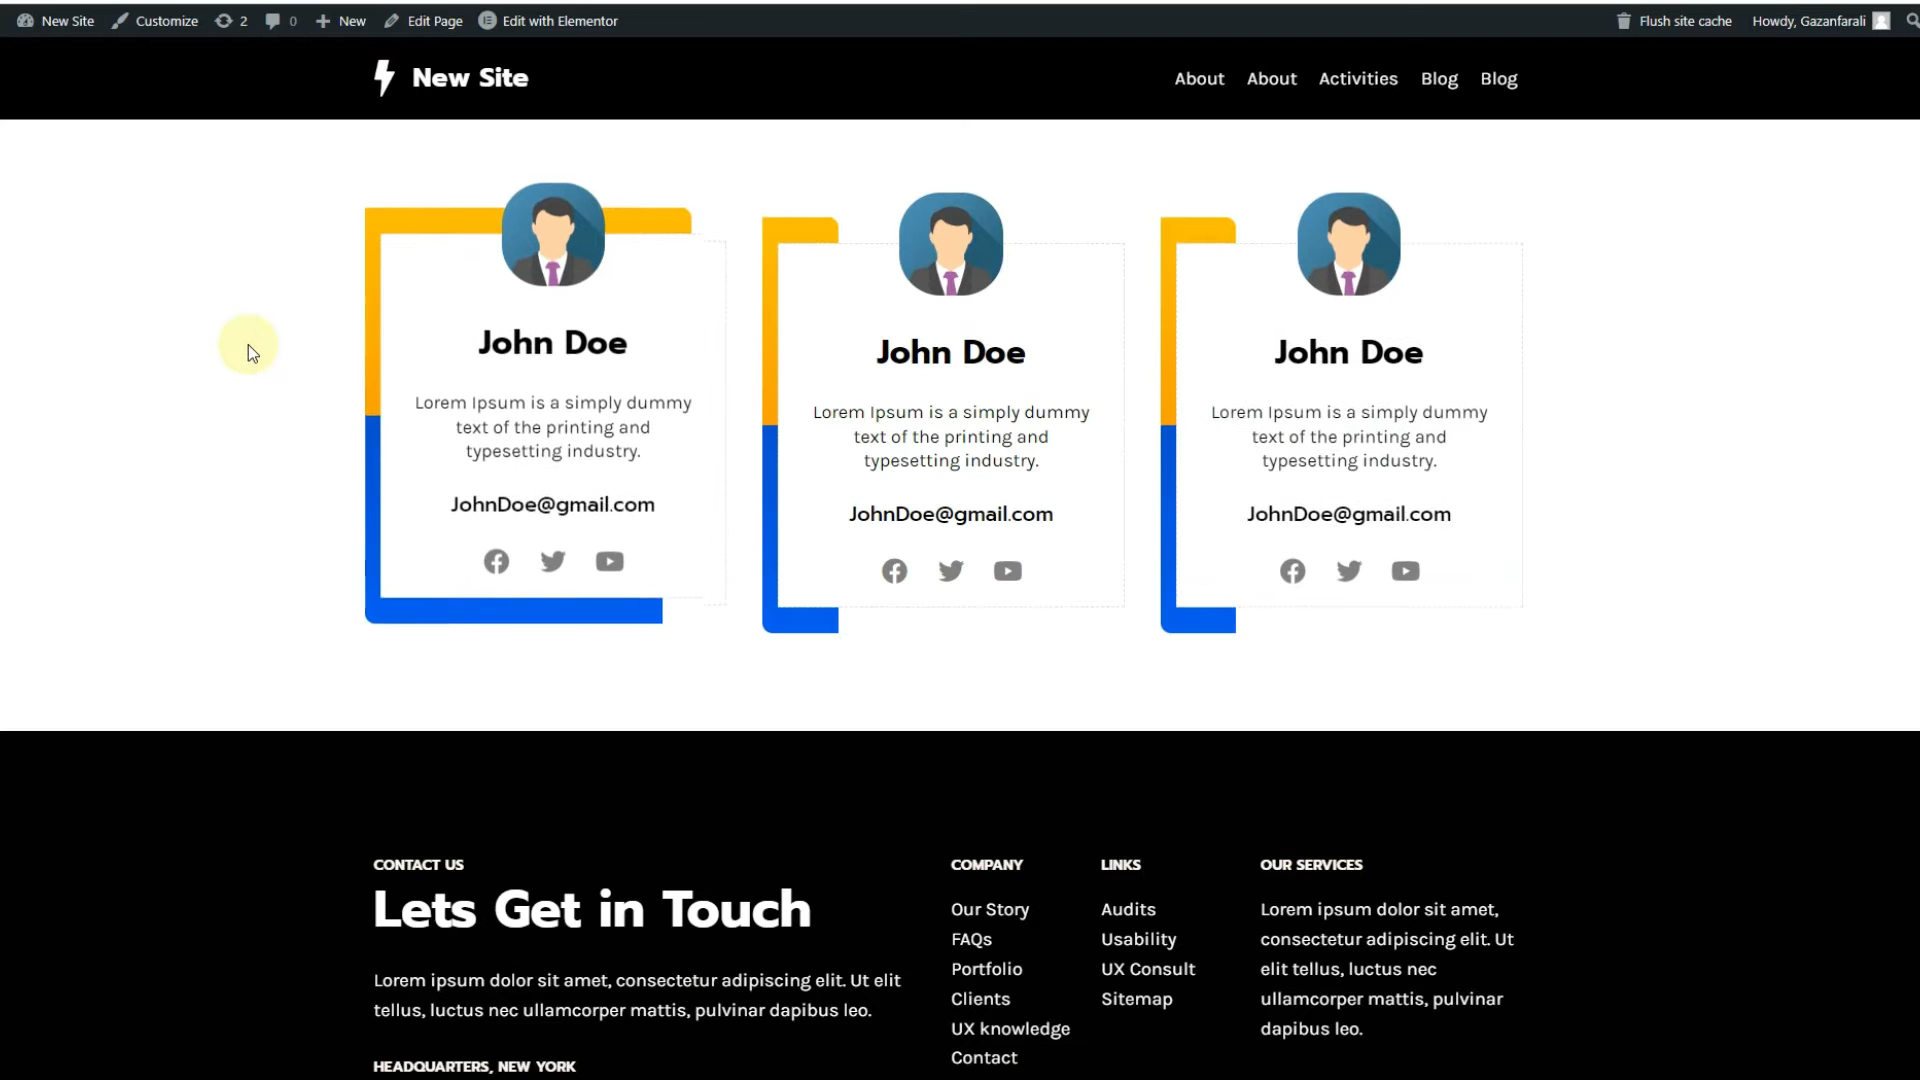 New Site Customize 2 0 New Edit Page Edit with Elementor Flush site cache Howdy, Gazanfarali
New Site About About Activities Blog Blog
John Doe
Lorem Ipsum is a simply dummy
text of the printing and
typesetting industry.
JohnDoe@gmail.com
John Doe
Lorem Ipsum is a simply dummy
text of the printing and
typesetting industry.
JohnDoe@gmail.com
John Doe
Lorem Ipsum is a simply dummy
text of the printing and
typesetting industry.
JohnDoe@gmail.com
CONTACT US
Lets Get in Touch
Lorem ipsum dolor sit amet, consectetur adipiscing elit. Ut elit
tellus, luctus nec ullamcorper mattis, pulvinar dapibus leo.
HEADQUARTERS, NEW YORK
COMPANY
Our Story
FAQs
Portfolio
Clients
UX knowledge
Contact
LINKS
Audits
Usability
UX Consult
Sitemap
OUR SERVICES
Lorem ipsum dolor sit amet,
consectetur adipiscing elit. Ut
elit tellus, luctus nec
ullamcorper mattis, pulvinar
dapibus leo.